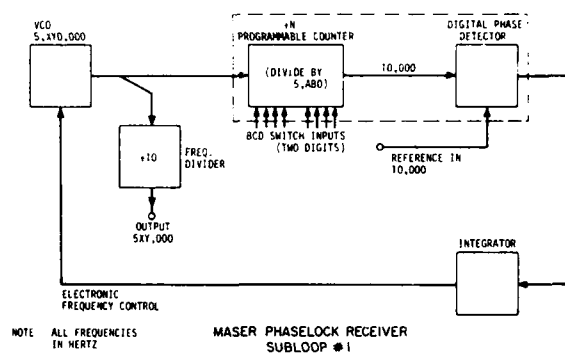 VCO
5,XY0,000
÷N
PROGRAMMABLE COUNTER
(DIVIDE BY
5,AB0)
10,000
DIGITAL PHASE
DETECTOR
BCD SWITCH INPUTS
(TWO DIGITS)
REFERENCE IN
10,000
÷10
FREQ.
DIVIDER
OUTPUT
5XY,000
INTEGRATOR
ELECTRONIC
FREQUENCY CONTROL
NOTE ALL FREQUENCIES
IN HERTZ
MASER PHASELOCK RECEIVER
SUBLOOP #1